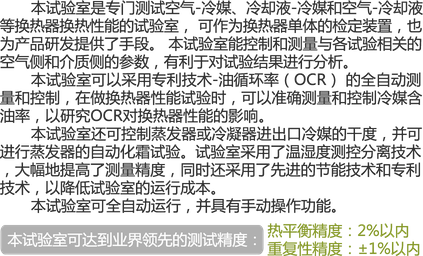 本试验室是专门测试空气-冷媒、冷却液-冷媒和空气-冷却液
等换热器换热性能的试验室， 可作为换热器单体的检定装置，也
为产品研发提供了手段。 本试验室能控制和测量与各试验相关的
空气侧和介质侧的参数，有利于对试验结果进行分析。
本试验室可以采用专利技术-油循环率（OCR） 的全自动测
量和控制，在做换热器性能试验时，可以准确测量和控制冷媒含
油率，以研究OCR对换热器性能的影响。
本试验室还可控制蒸发器或冷凝器进出口冷媒的干度，并可
进行蒸发器的自动化霜试验。试验室采用了温湿度测控分离技术
，大幅地提高了测量精度，同时还采用了先进的节能技术和专利
技术，以降低试验室的运行成本。
本试验室可全自动运行，并具有手动操作功能。
本试验室可达到业界领先的测试精度：
热平衡精度：2%以内
重复性精度：±1%以内